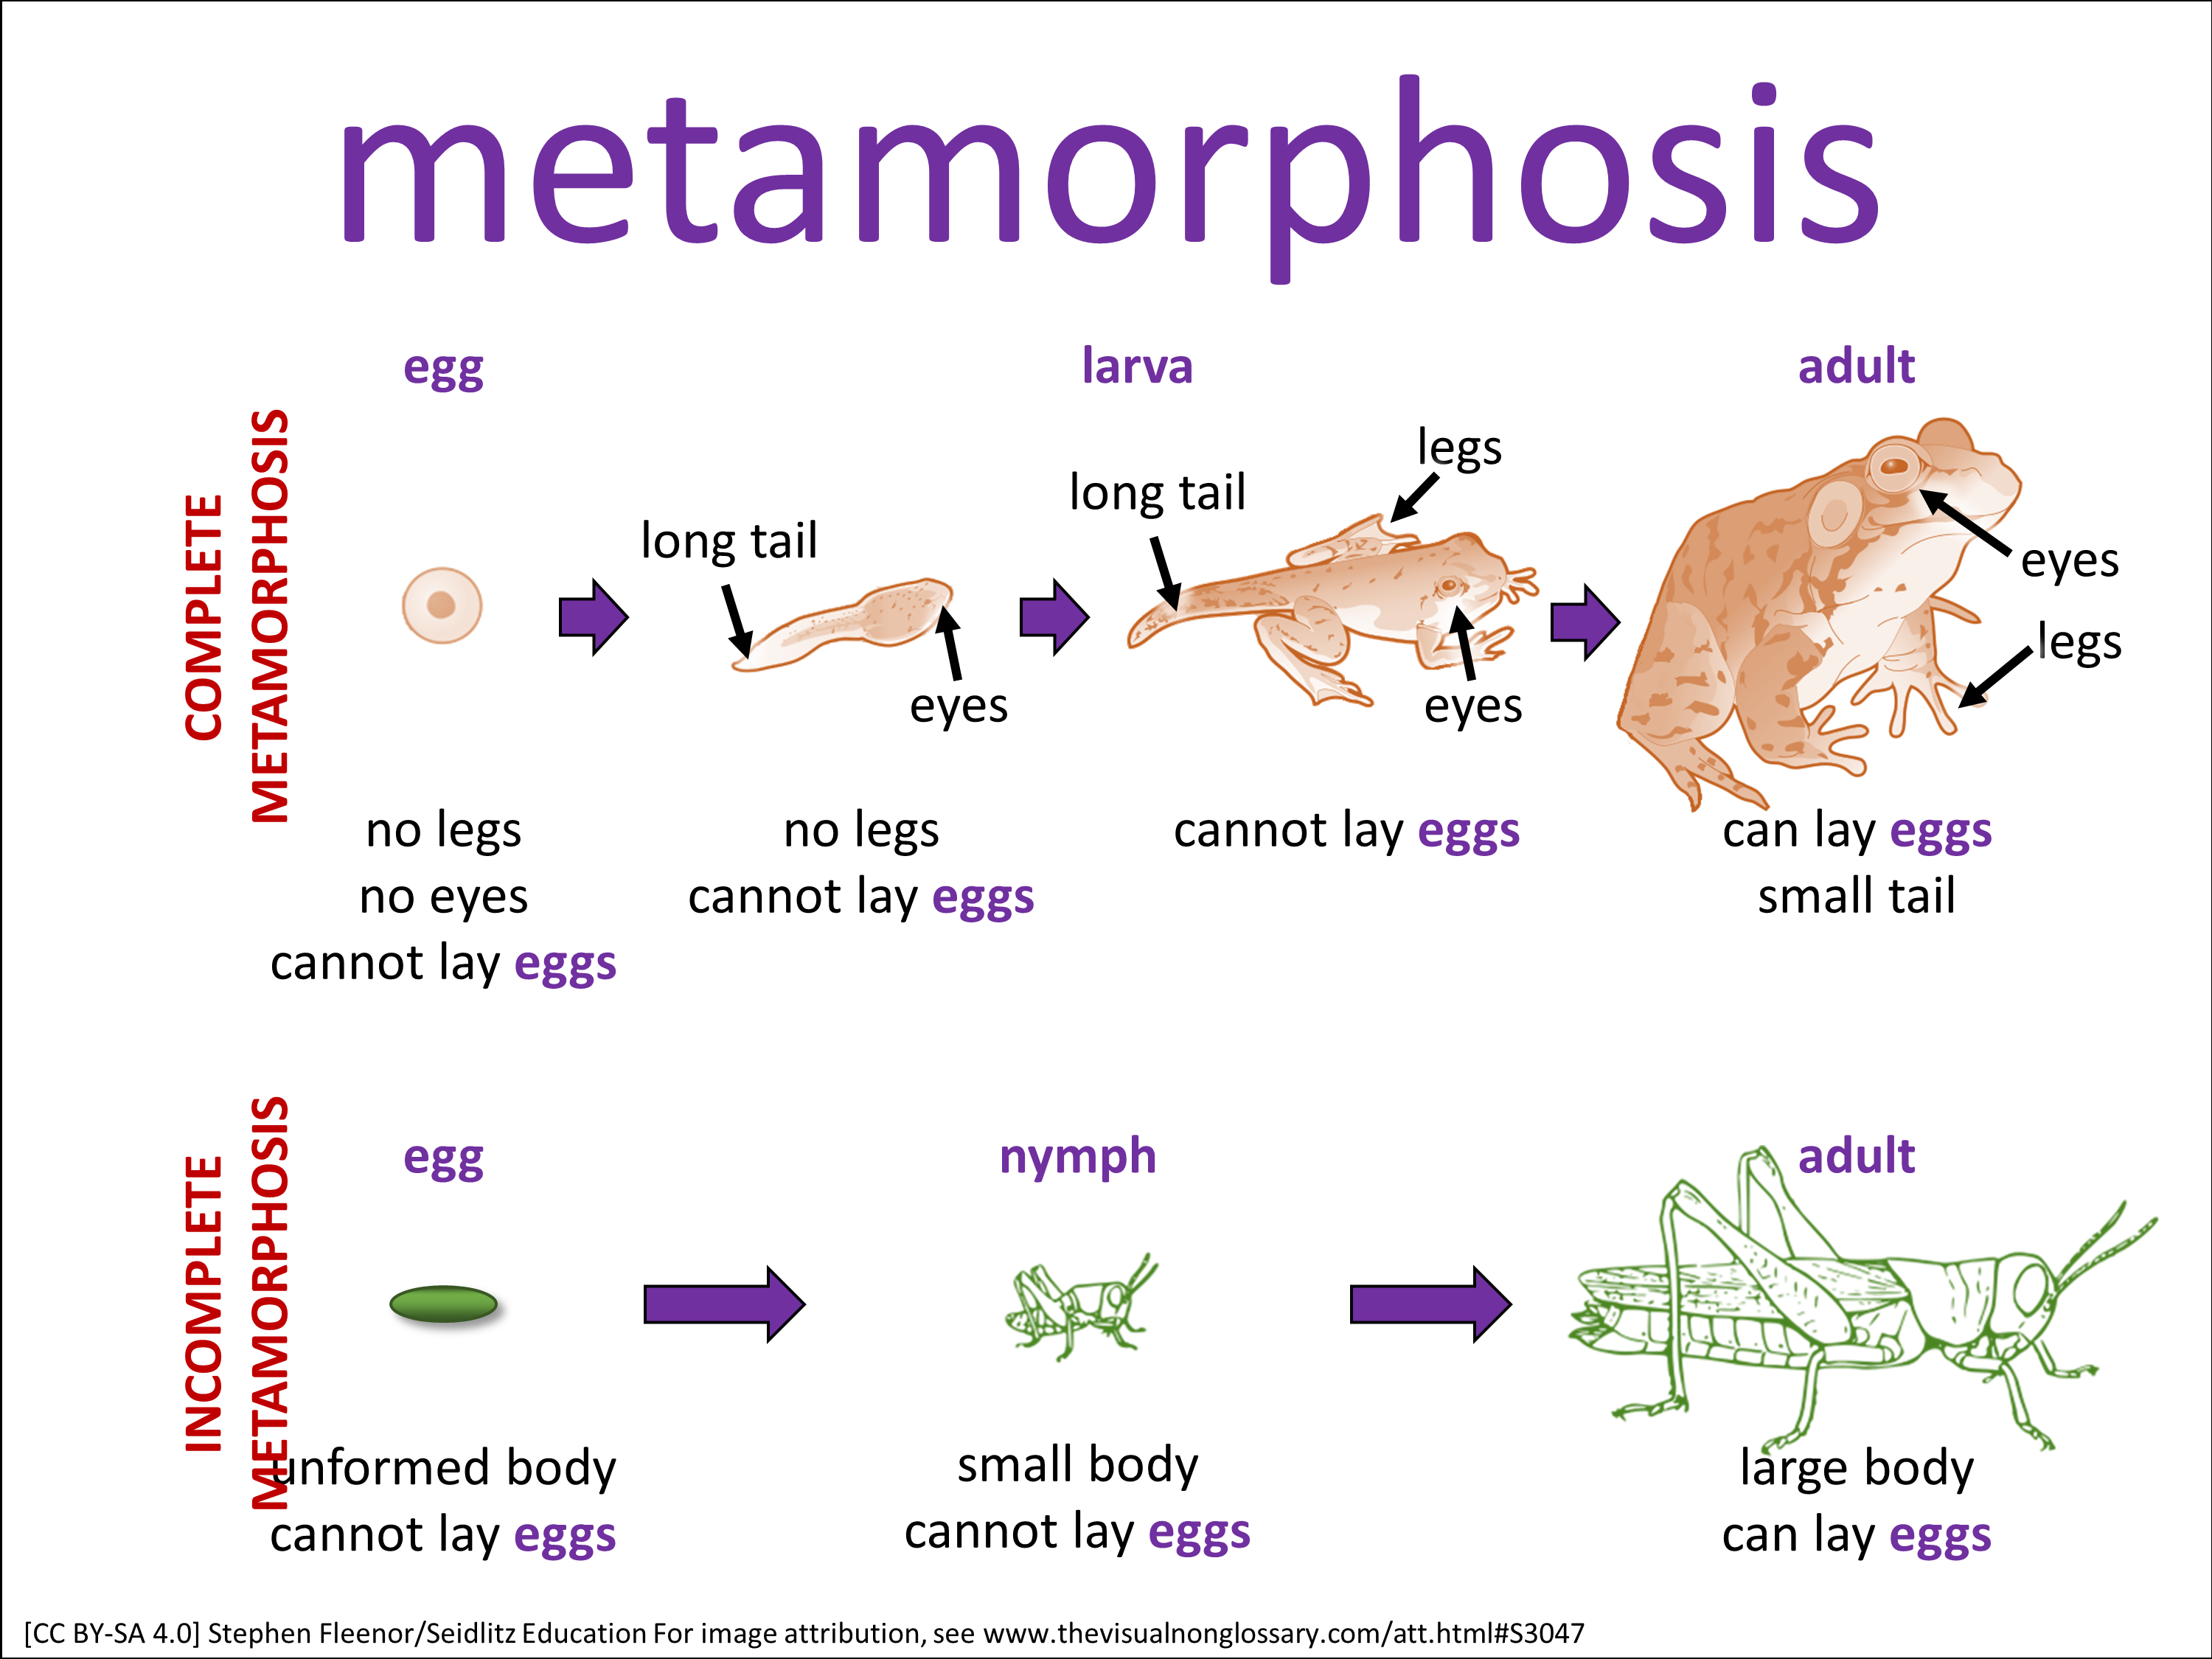 metamorphosis
COMPLETE
METAMORPHOSIS
egg
larva
adult
long tail
eyes
long tail
legs
eyes
eyes
legs
no legs
no eyes
cannot lay eggs
no legs
cannot lay eggs
cannot lay eggs
can lay eggs
small tail
INCOMPLETE
METAMORPHOSIS
egg
nymph
adult
unformed body
cannot lay eggs
small body
cannot lay eggs
large body
can lay eggs
[CC BY-SA 4.0] Stephen Fleenor/Seidlitz Education For image attribution, see www.thevisualnonglossary.com/att.html#S3047